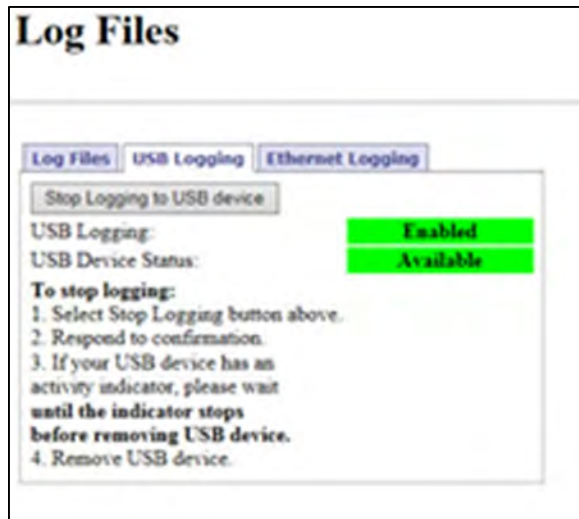 Log Files
Log Files USB Logging Ethernet Logging
Stop Logging to USB device
USB Logging: Enabled
USB Device Status: Available
To stop logging:
1. Select Stop Logging button above.
2. Respond to confirmation.
3. If your USB device has an
activity indicator, please wait
until the indicator stops
before removing USB device.
4. Remove USB device.